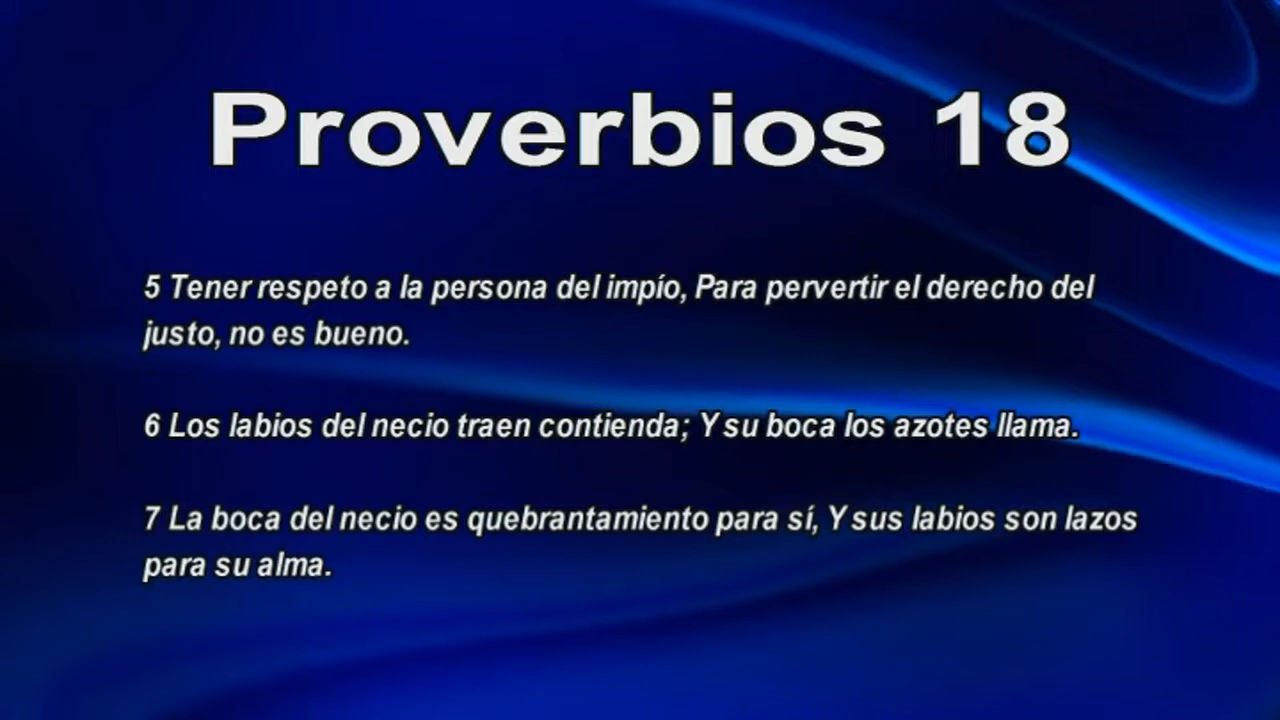 Proverbios 18
5 Tener respeto a la persona del impío, Para pervertir el derecho del
justo, no es bueno.
6 Los labios del necio traen contienda; Y su boca los azotes llama.
7 La boca del necio es quebrantamiento para sí, Y sus labios son lazos
para su alma.